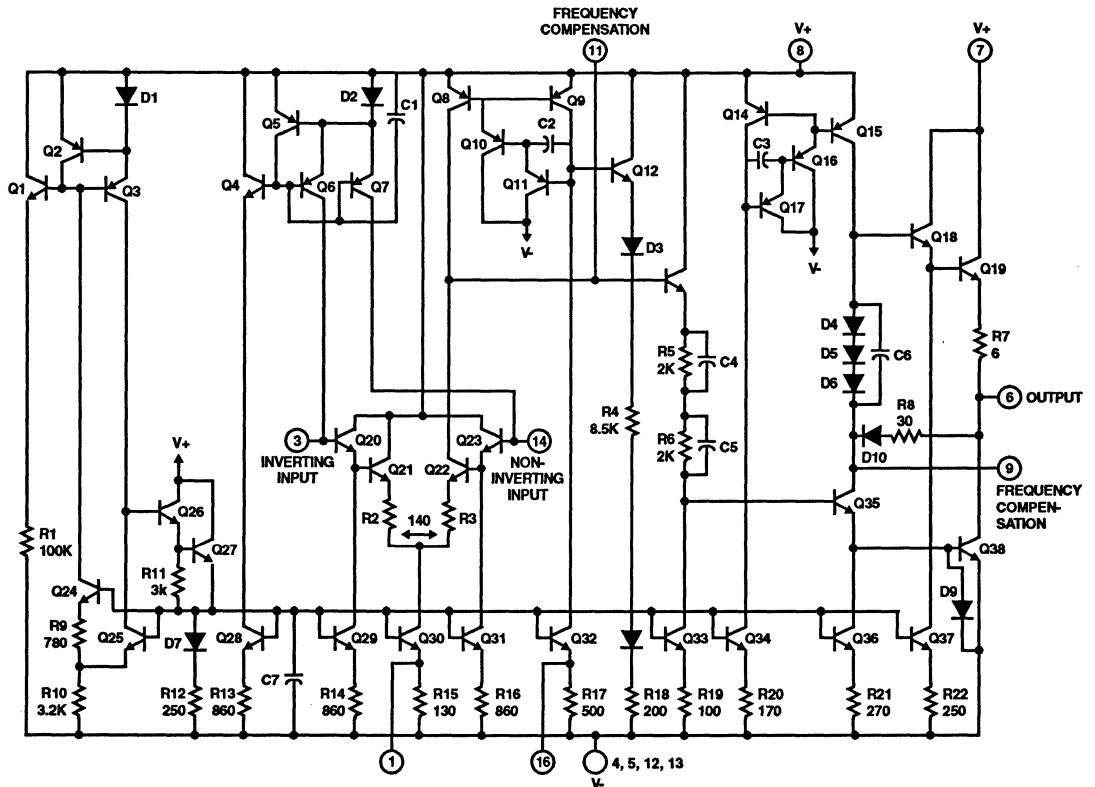 FREQUENCY
COMPENSATION
11
V+
8
V+
7
D1
Q2
Q1
Q3
Q5
D2
C1
Q4
Q6
Q7
Q8
Q9
Q10
C2
Q11
V-
Q12
D3
Q14
Q15
C3
Q16
Q17
V-
Q18
Q19
R7
6
D4
D5
D6
C6
R5
2K
C4
R4
8.5K
R6
2K
C5
R8
30
D10
6 OUTPUT
9
FREQUENCY
COMPEN-
SATION
3
INVERTING
INPUT
Q20
Q21
Q23
Q22
14
NON-
INVERTING
INPUT
R2
140
R3
V+
Q26
Q27
R11
3k
R1
100K
Q24
R9
780
Q25
D7
Q28
C7
Q29
Q30
Q31
Q32
Q33
Q34
Q35
Q36
Q37
Q38
D9
R10
3.2K
R12
250
R13
860
R14
860
R15
130
R16
860
R17
500
R18
200
R19
100
R20
170
R21
270
R22
250
1
16
4, 5, 12, 13
V-